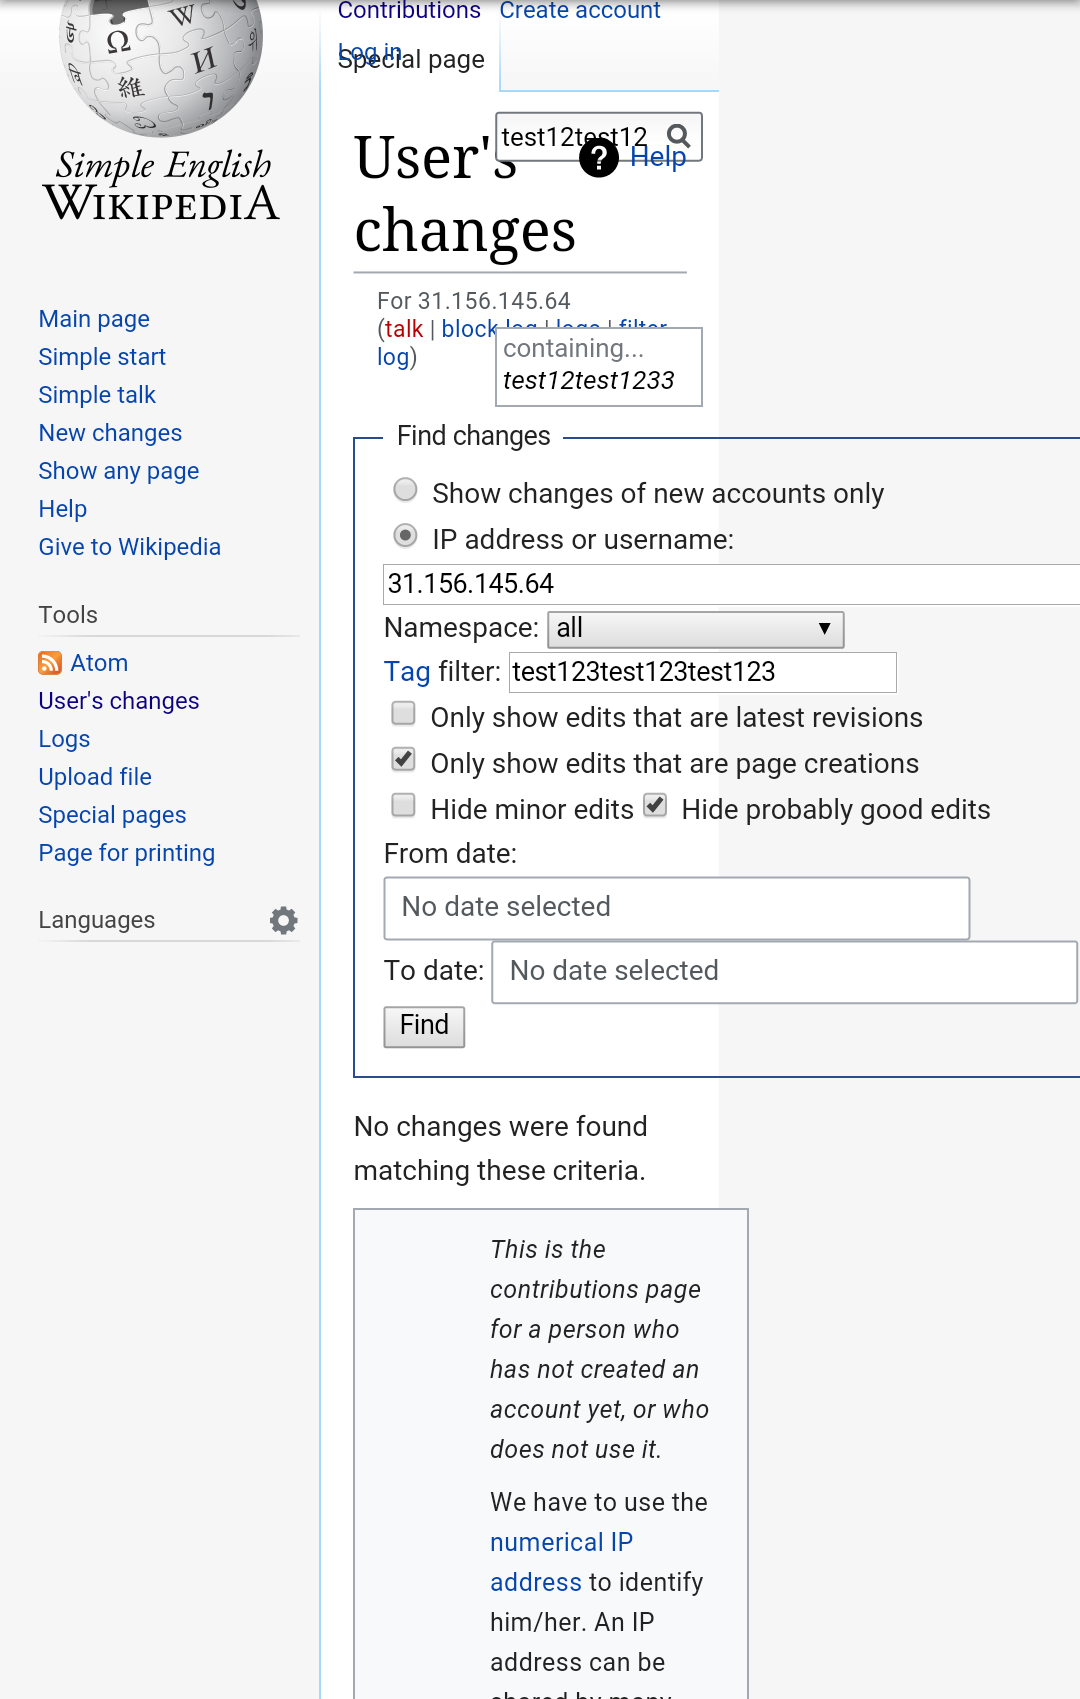 Contributions Create account
Log in
Special page
Ω W И 維 ר
Simple English
WIKIPEDIA
test12test12
User's changes
? Help
For 31.156.145.64
(talk | block log | logs | filter
log)
containing...
test12test1233
Main page
Simple start
Simple talk
New changes
Show any page
Help
Give to Wikipedia
Tools
Atom
User's changes
Logs
Upload file
Special pages
Page for printing
Languages
Find changes
Show changes of new accounts only
IP address or username:
31.156.145.64
Namespace: all
Tag filter: test123test123test123
Only show edits that are latest revisions
Only show edits that are page creations
Hide minor edits Hide probably good edits
From date:
No date selected
To date: No date selected
Find
No changes were found
matching these criteria.
This is the
contributions page
for a person who
has not created an
account yet, or who
does not use it.
We have to use the
numerical IP
address to identify
him/her. An IP
address can be
shared by many